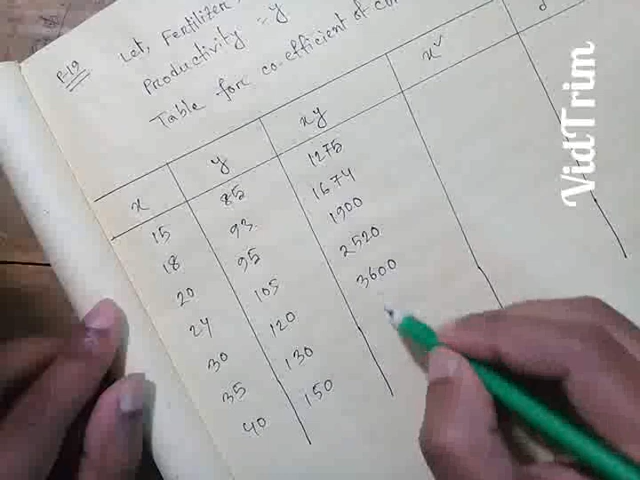 P-19
Let, Fertilizer,
Productivity = y
Table for co-efficient of
x y xy x²
15 85 1275
18 93 1674
20 95 1900
24 105 2520
30 120 3600
35 130
40 150
VidTrim